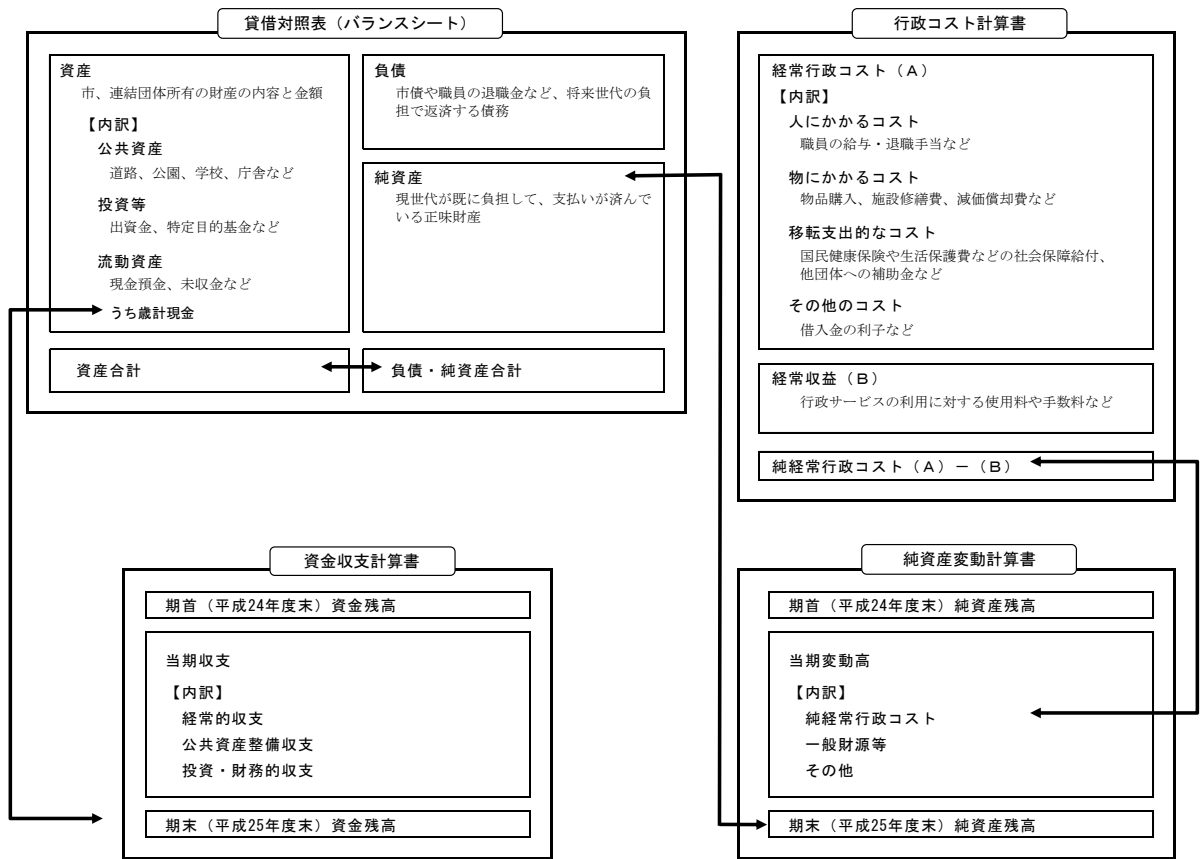 貸借対照表(バランスシート)
資産
市、連結団体所有の財産の内容と金額
【内訳】
公共資産
道路、公園、学校、庁舎など
投資等
出資金、特定目的基金など
流動資産
現金預金、未収金など
うち歳計現金
負債
市債や職員の退職金など、将来世代の負
担で返済する債務
純資産
現世代が既に負担して、支払いが済んで
いる正味財産
資産合計
負債・純資産合計
行政コスト計算書
経常行政コスト(A)
【内訳】
人にかかるコスト
職員の給与・退職手当など
物にかかるコスト
物品購入、施設修繕費、減価償却費など
移転支出的なコスト
国民健康保険や生活保護費などの社会保障給付、
他団体への補助金など
その他のコスト
借入金の利子など
経常収益(B)
行政サービスの利用に対する使用料や手数料など
純経常行政コスト(A)-(B)
資金収支計算書
期首(平成24年度末)資金残高
当期収支
【内訳】
経常的収支
公共資産整備収支
投資・財務的収支
期末(平成25年度末)資金残高
純資産変動計算書
期首(平成24年度末)純資産残高
当期変動高
【内訳】
純経常行政コスト
一般財源等
その他
期末(平成25年度末)純資産残高